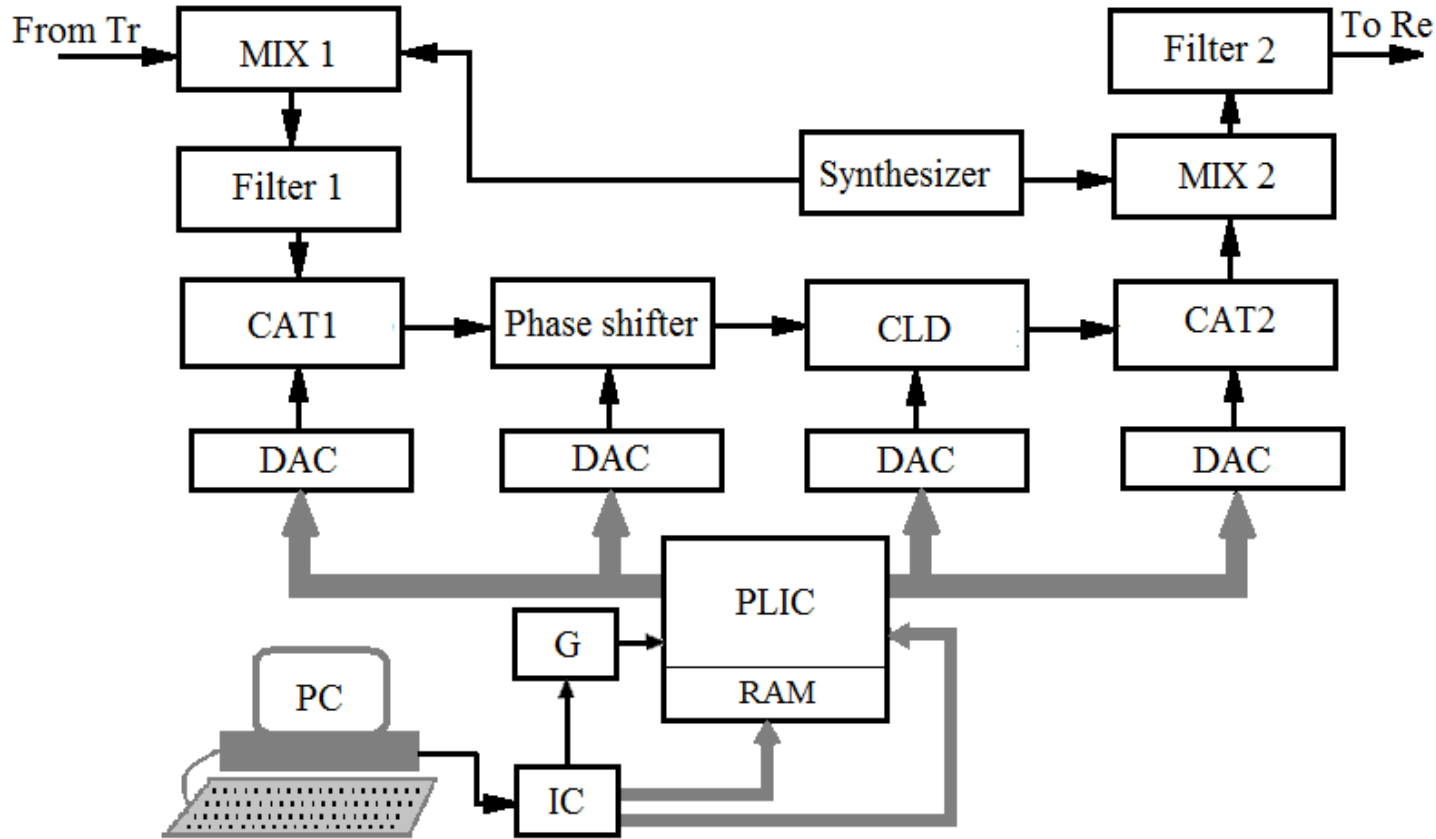 From Tr
MIX 1
Filter 2
To Re
Filter 1
Synthesizer
MIX 2
CAT1
Phase shifter
CLD
CAT2
DAC
DAC
DAC
DAC
PLIC
G
RAM
PC
IC